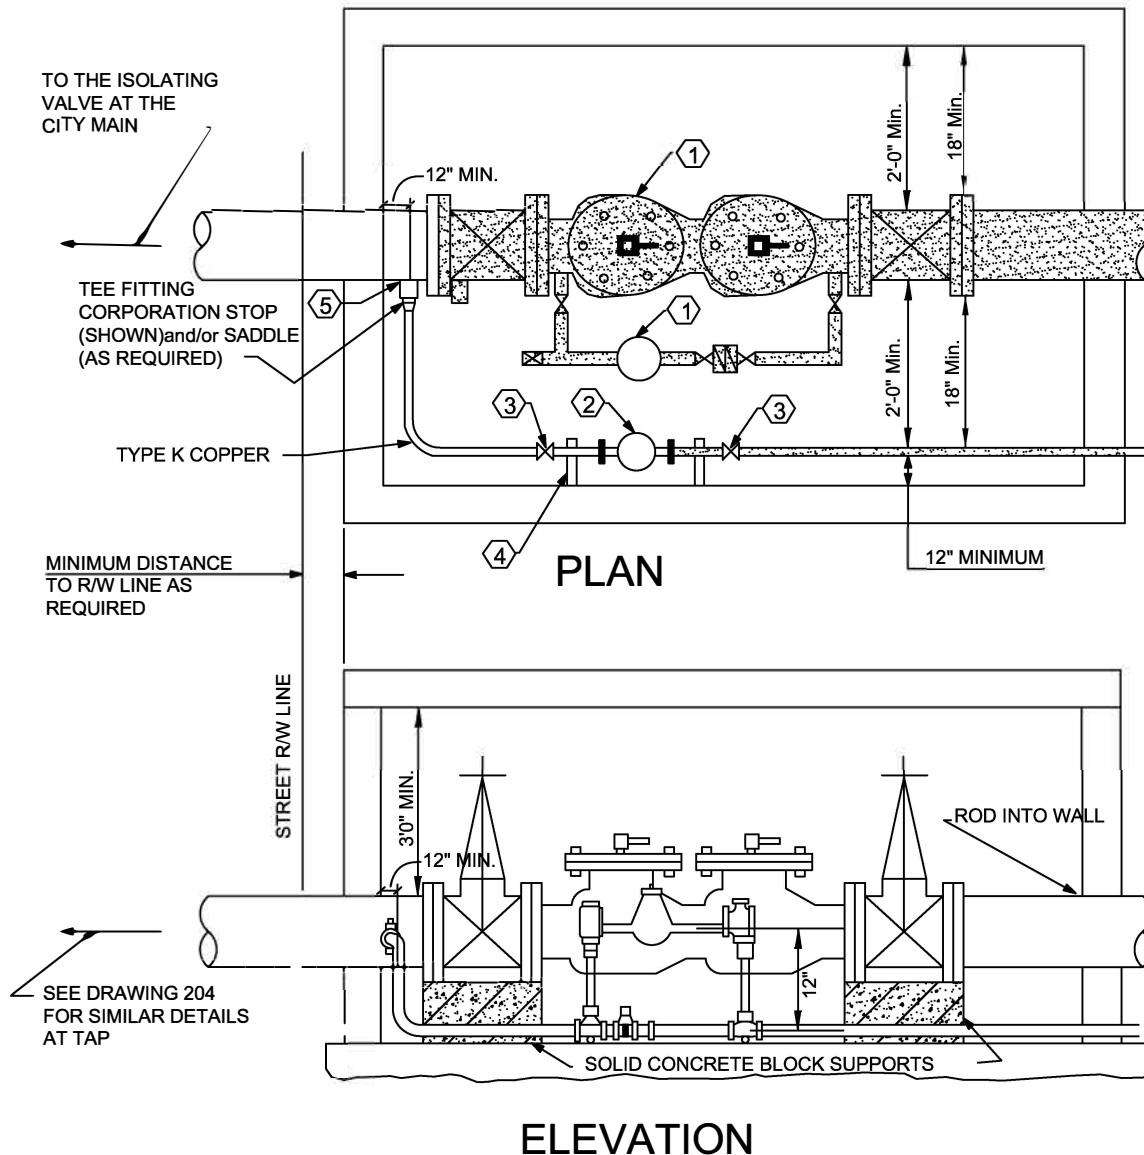 TO THE ISOLATING
VALVE AT THE
CITY MAIN
12" MIN.
1
2'-0" Min.
18" Min.
TEE FITTING
CORPORATION STOP
(SHOWN)and/or SADDLE
(AS REQUIRED)
5
1
2'-0" Min.
18" Min.
3
2
3
TYPE K COPPER
4
PLAN
12" MINIMUM
MINIMUM DISTANCE
TO R/W LINE AS
REQUIRED
STREET R/W LINE
3'0" MIN.
12" MIN.
ROD INTO WALL
12"
SEE DRAWING 204
FOR SIMILAR DETAILS
AT TAP
SOLID CONCRETE BLOCK SUPPORTS
ELEVATION